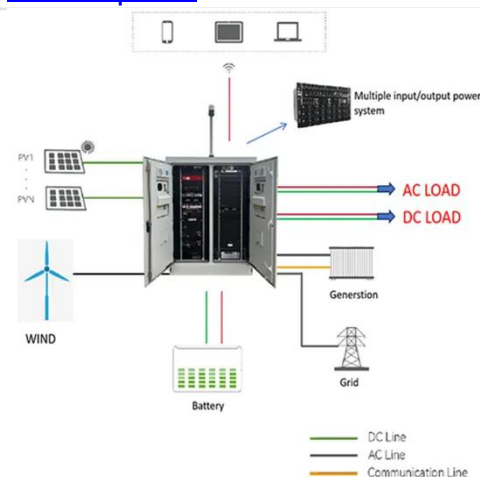 Multiple input/output power
system
PV1
PVN
AC LOAD
DC LOAD
WIND
Generstion
Grid
Battery
DC Line
AC Line
Communication Line